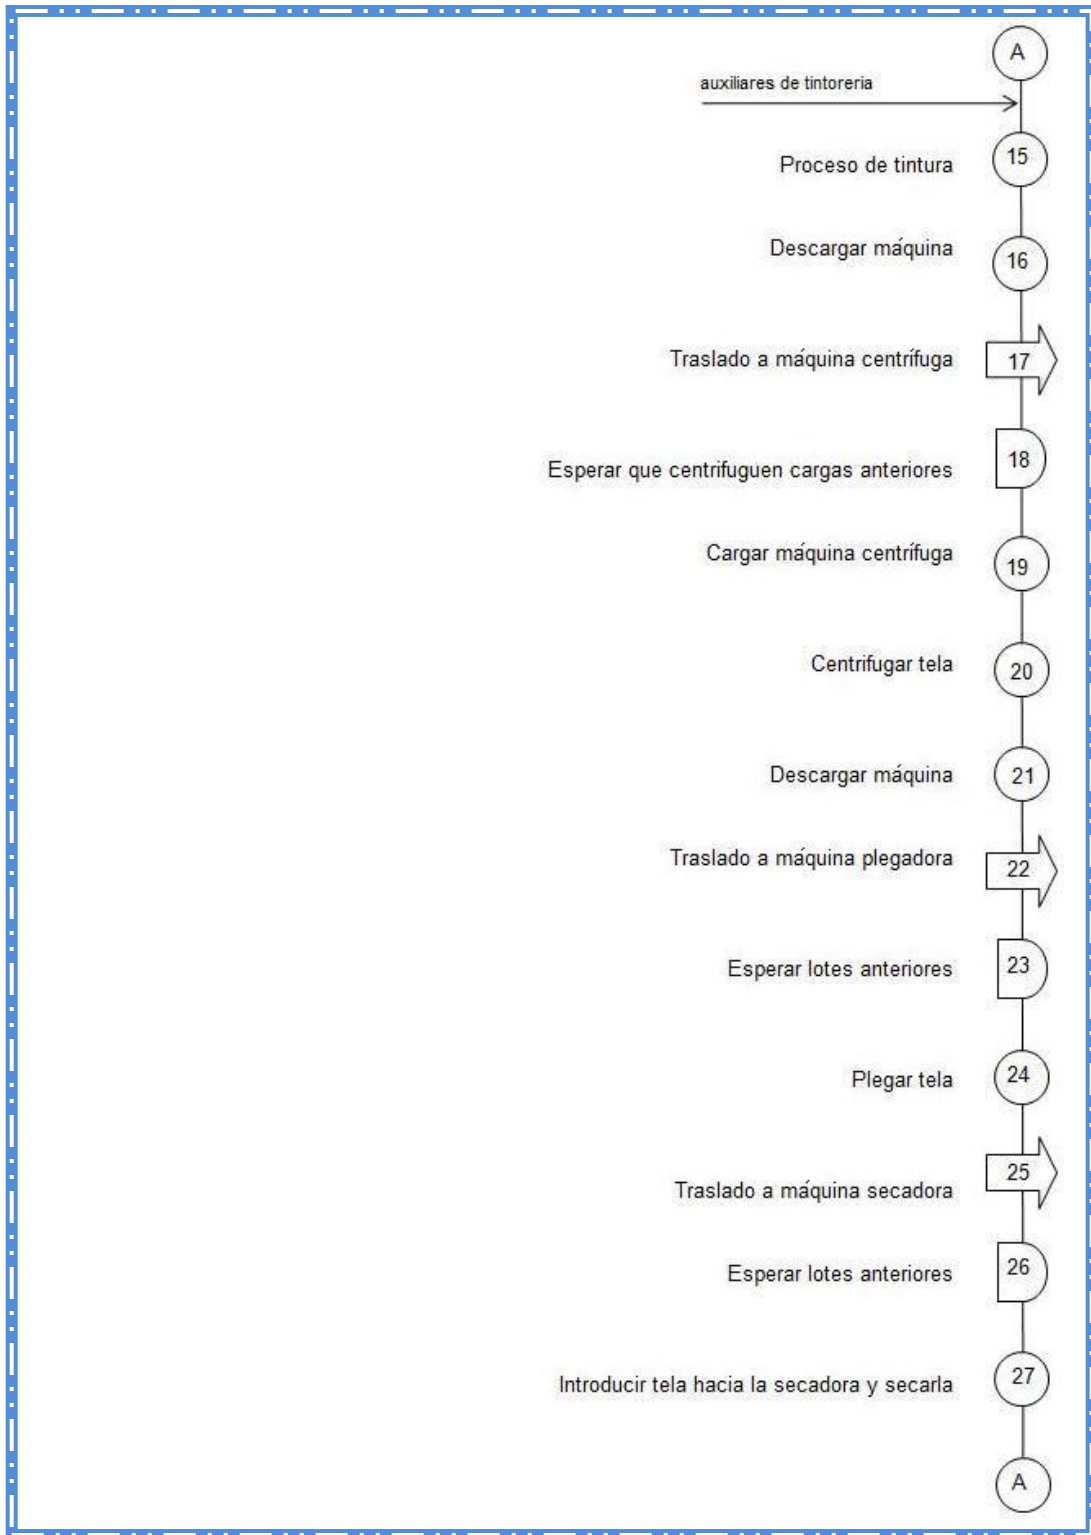 A
auxiliares de tintoreria
Proceso de tintura 15
Descargar máquina 16
Traslado a máquina centrífuga 17
Esperar que centrifuguen cargas anteriores 18
Cargar máquina centrífuga 19
Centrifugar tela 20
Descargar máquina 21
Traslado a máquina plegadora 22
Esperar lotes anteriores 23
Plegar tela 24
Traslado a máquina secadora 25
Esperar lotes anteriores 26
Introducir tela hacia la secadora y secarla 27
A